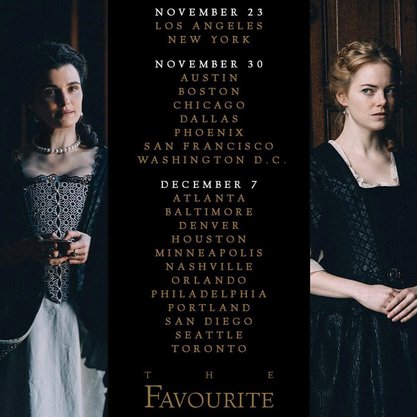 NOVEMBER 23
LOS ANGELES
NEW YORK
NOVEMBER 30
AUSTIN
BOSTON
CHICAGO
DALLAS
PHOENIX
SAN FRANCISCO
WASHINGTON D.C.
DECEMBER 7
ATLANTA
BALTIMORE
DENVER
HOUSTON
MINNEAPOLIS
NASHVILLE
ORLANDO
PHILADELPHIA
PORTLAND
SAN DIEGO
SEATTLE
TORONTO
THE
FAVOURITE